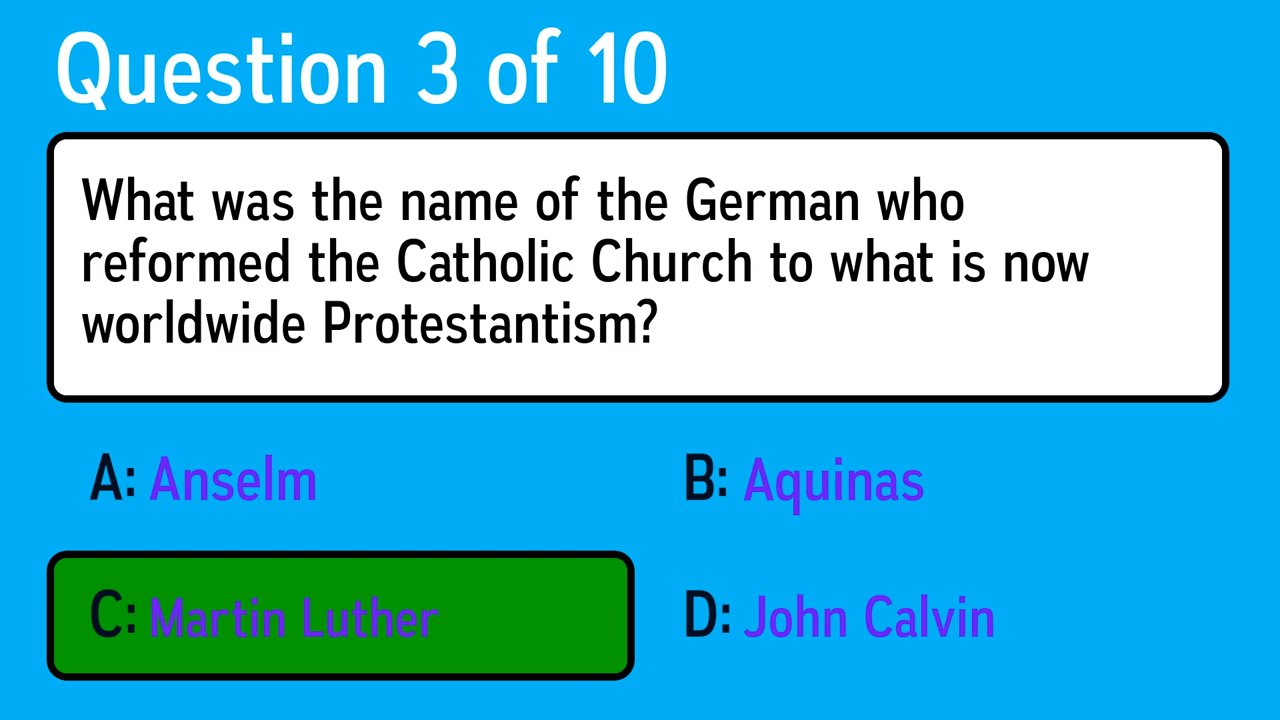 Question 3 of 10
What was the name of the German who
reformed the Catholic Church to what is now
worldwide Protestantism?
A: Anselm
B: Aquinas
C: Martin Luther
D: John Calvin